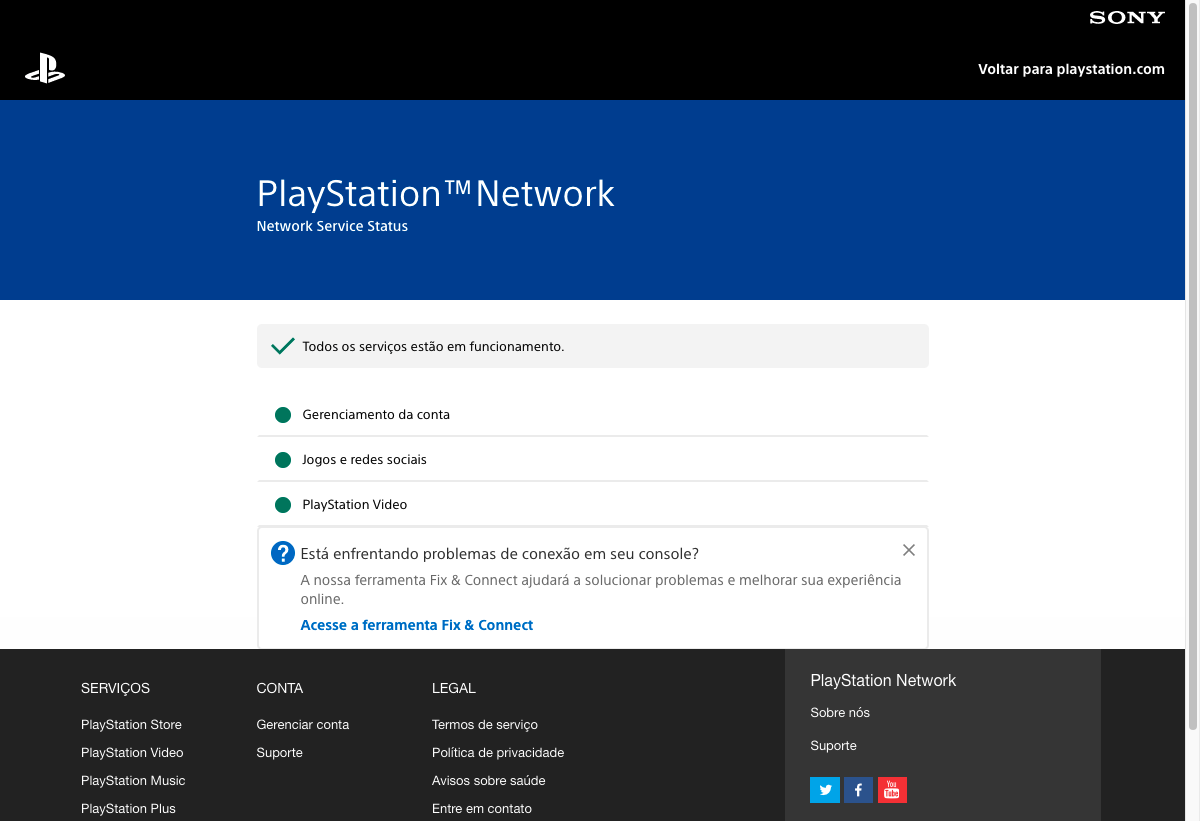 SONY
Voltar para playstation.com
PlayStation™Network
Network Service Status
Todos os serviços estão em funcionamento.
Gerenciamento da conta
Jogos e redes sociais
PlayStation Video
Está enfrentando problemas de conexão em seu console?
A nossa ferramenta Fix & Connect ajudará a solucionar problemas e melhorar sua experiência
online.
Acesse a ferramenta Fix & Connect
SERVIÇOS
PlayStation Store
PlayStation Video
PlayStation Music
PlayStation Plus
CONTA
Gerenciar conta
Suporte
LEGAL
Termos de serviço
Política de privacidade
Avisos sobre saúde
Entre em contato
PlayStation Network
Sobre nós
Suporte
You
Tube